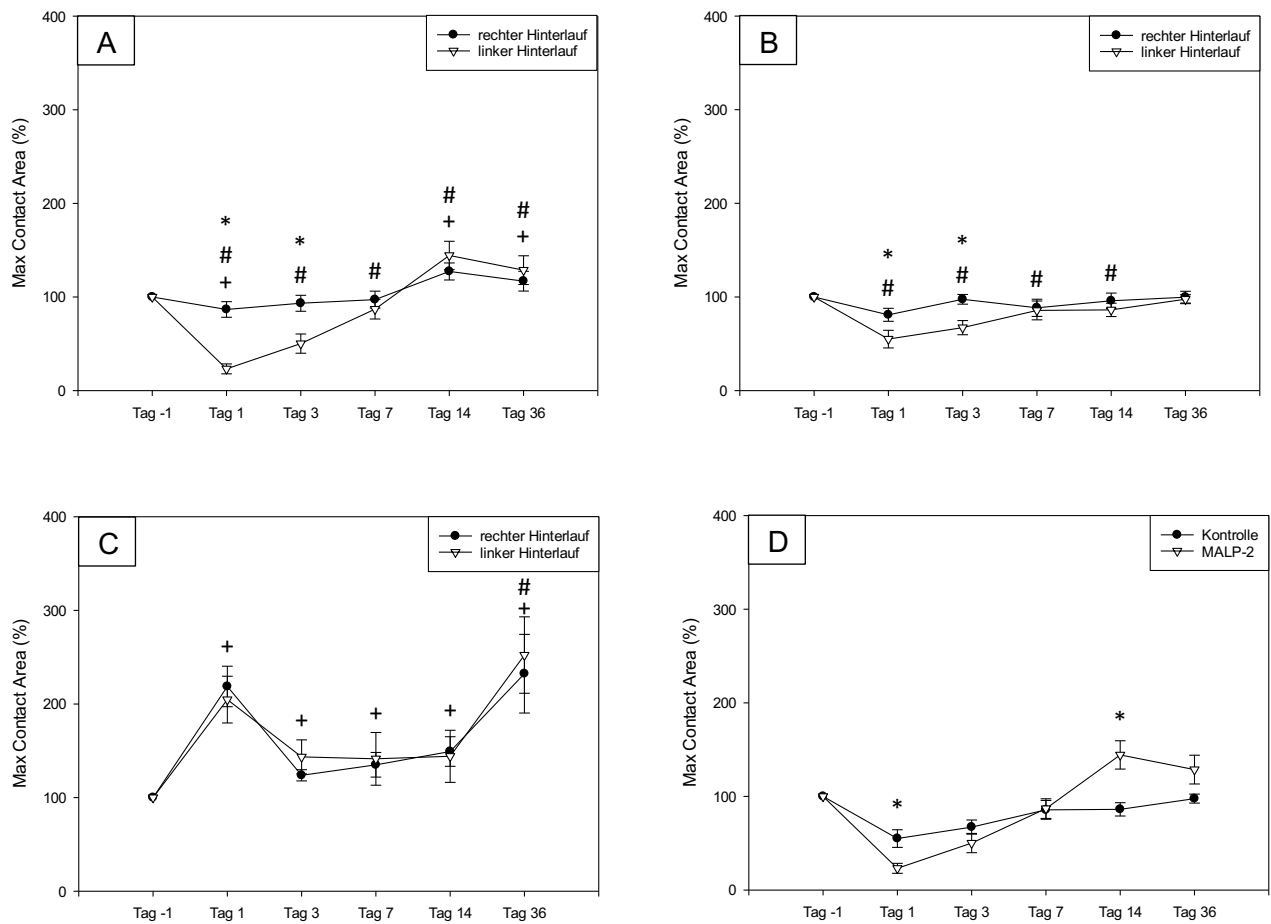 A
rechter Hinterlauf
linker Hinterlauf
Max Contact Area (%)
400
300
200
100
0
* # +
* #
#
# +
# +
Tag -1 Tag 1 Tag 3 Tag 7 Tag 14 Tag 36
B
rechter Hinterlauf
linker Hinterlauf
Max Contact Area (%)
400
300
200
100
0
* #
* #
#
#
Tag -1 Tag 1 Tag 3 Tag 7 Tag 14 Tag 36
C
rechter Hinterlauf
linker Hinterlauf
Max Contact Area (%)
400
300
200
100
0
+
+
+
+
# +
Tag -1 Tag 1 Tag 3 Tag 7 Tag 14 Tag 36
D
Kontrolle
MALP-2
Max Contact Area (%)
400
300
200
100
0
*
*
Tag -1 Tag 1 Tag 3 Tag 7 Tag 14 Tag 36